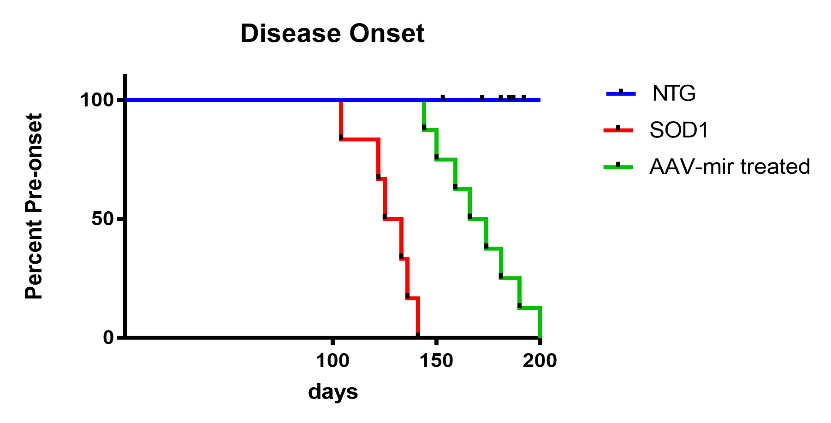 Disease Onset
100
50
0
Percent Pre-onset
100 150 200
days
NTG
SOD1
AAV-mir treated